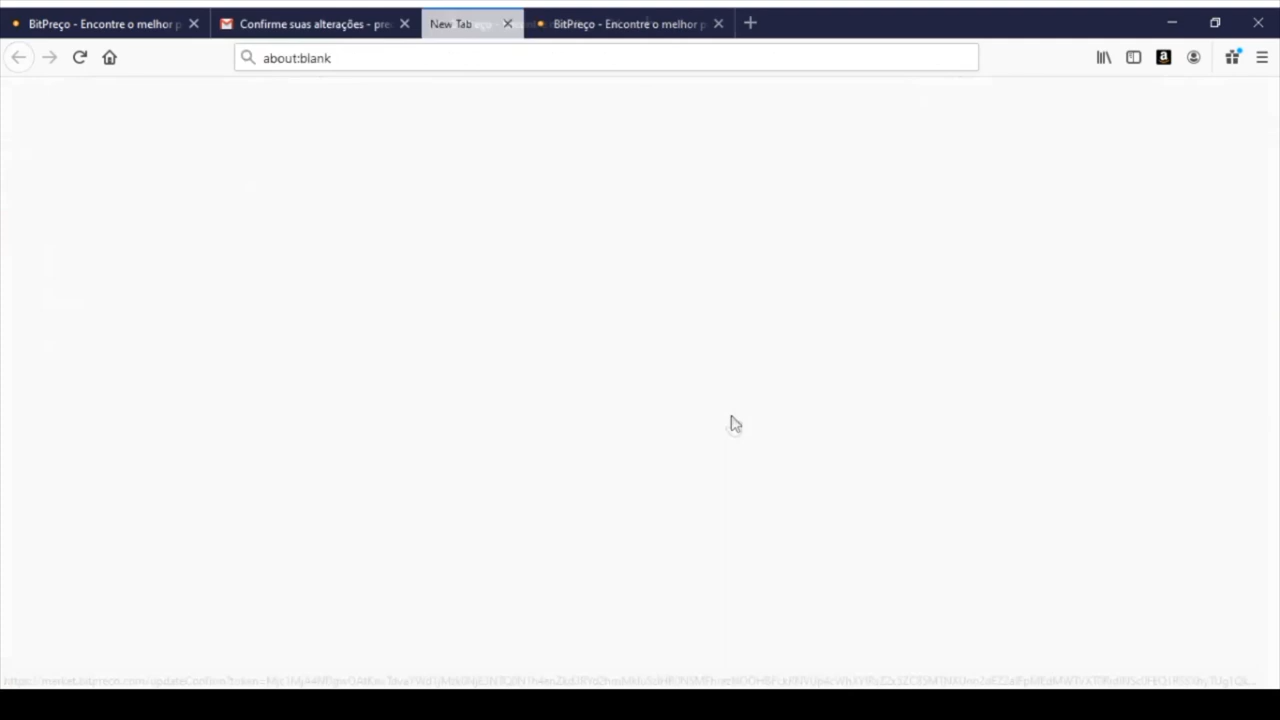 BitPreço - Encontre o melhor p
Confirme suas alterações - pre
New Tab
BitPreço - Encontre o melhor p
about:blank